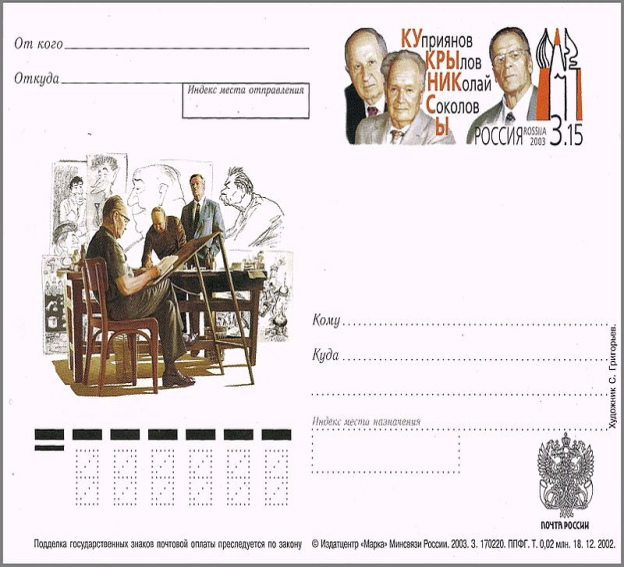 От кого
Откуда
Индекс места отправления
КУприянов
КРЫлов
НИКолай
Соколов
Ы
РОССИЯ ROSSIJA
2003 3.15
Кому
Куда
Индекс места назначения
Художник С. Григорьев.
ПОЧТА РОССИИ
Подделка государственных знаков почтовой оплаты преследуется по закону
© Издатцентр «Марка» Минсвязи России. 2003. З. 170220. ППФГ. Т. 0,02 млн. 18. 12. 2002.